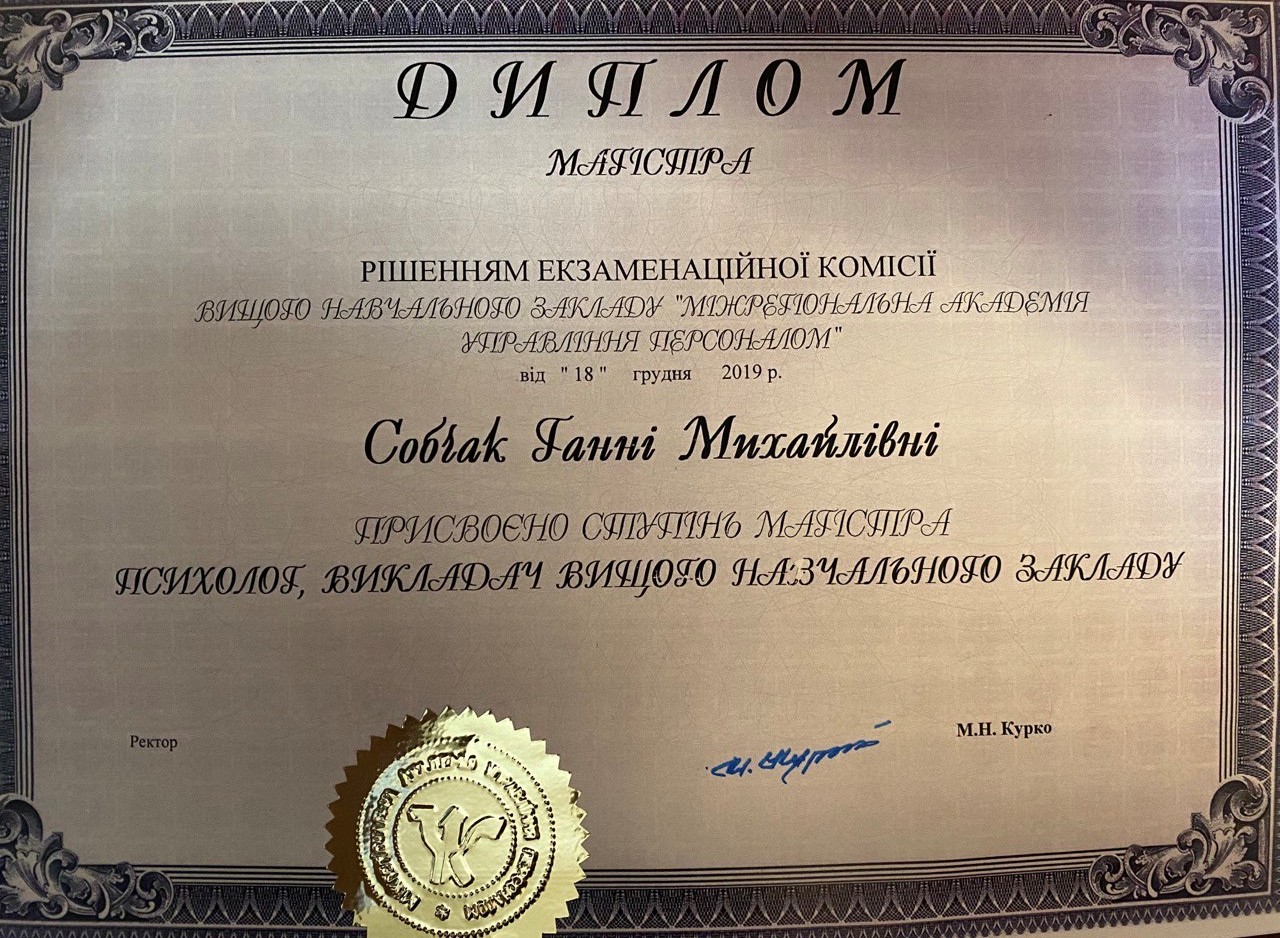 ДИПЛОМ
МАГІСТРА
РІШЕННЯМ ЕКЗАМЕНАЦІЙНОЇ КОМІСІЇ
ВИЩОГО НАВЧАЛЬНОГО ЗАКЛАДУ "МІЖРЕГІОНАЛЬНА АКАДЕМІЯ
УПРАВЛІННЯ ПЕРСОНАЛОМ"
від "18" грудня 2019 р.
Собчак Ганні Михайлівні
ПРИСВОЄНО СТУПІНЬ МАГІСТРА
ПСИХОЛОГ, ВИКЛАДАЧ ВИЩОГО НАВЧАЛЬНОГО ЗАКЛАДУ
Ректор
М.Н. Курко